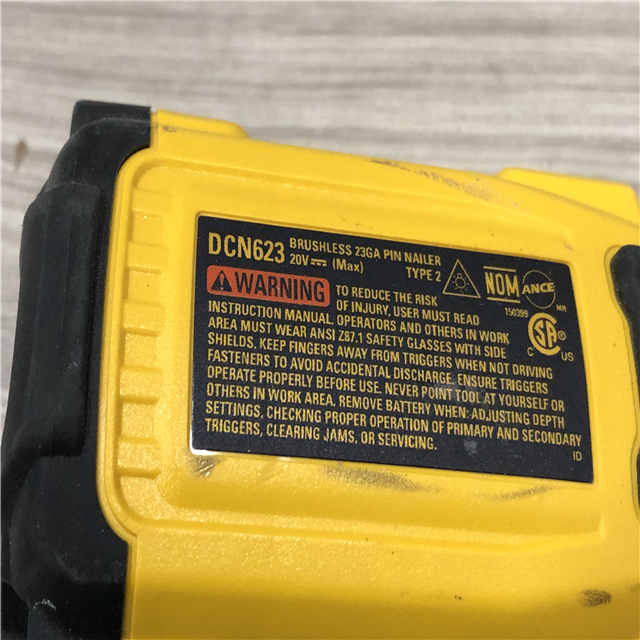 DCN623 BRUSHLESS 23GA PIN NAILER
20V⎓ (Max) TYPE 2
NOM ANCE MR
150399
WARNING TO REDUCE THE RISK
OF INJURY, USER MUST READ
C SA US
INSTRUCTION MANUAL. OPERATORS AND OTHERS IN WORK
AREA MUST WEAR ANSI Z87.1 SAFETY GLASSES WITH SIDE
SHIELDS. KEEP FINGERS AWAY FROM TRIGGERS WHEN NOT DRIVING
FASTENERS TO AVOID ACCIDENTAL DISCHARGE. ENSURE TRIGGERS
OPERATE PROPERLY BEFORE USE. NEVER POINT TOOL AT YOURSELF OR
OTHERS IN WORK AREA. REMOVE BATTERY WHEN: ADJUSTING DEPTH
SETTINGS, CHECKING PROPER OPERATION OF PRIMARY AND SECONDARY
TRIGGERS, CLEARING JAMS, OR SERVICING.
ID